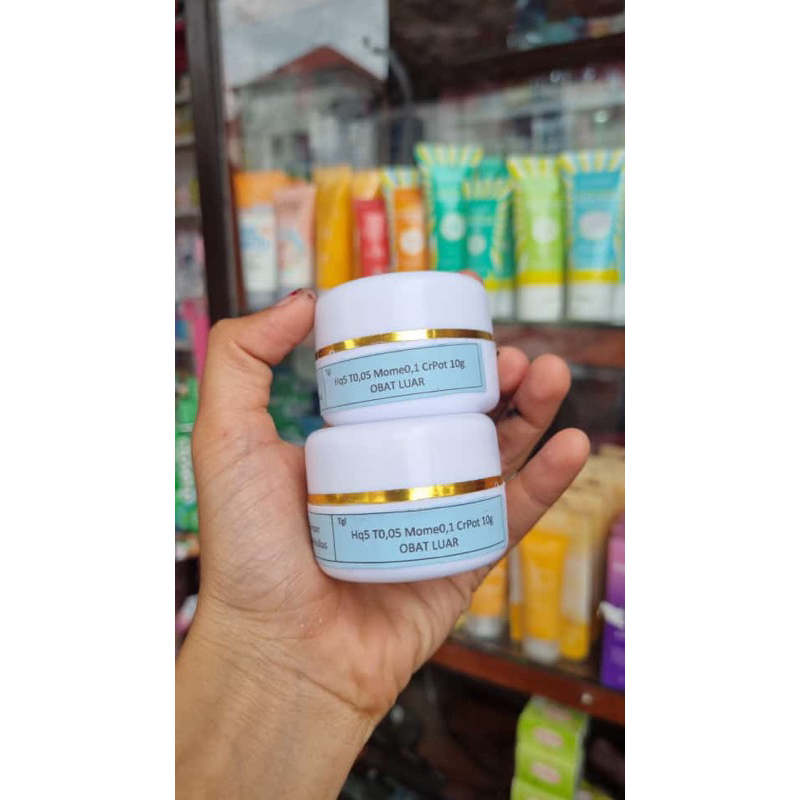 Tgl
Hq5 T0,05 Mome0,1 CrPot 10g
OBAT LUAR
Tgl
Hq5 T0,05 Mome0,1 CrPot 10g
OBAT LUAR